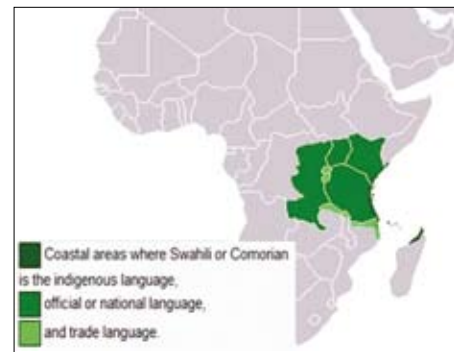 Coastal areas where Swahili or Comorian
is the indigenous language,
official or national language,
and trade language.